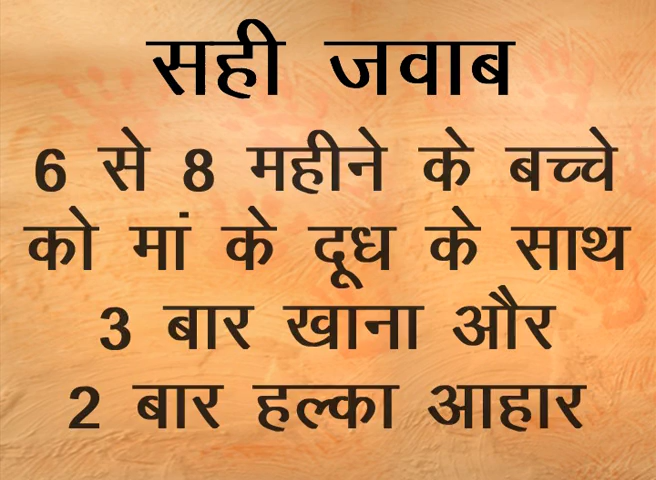 सही जवाब
6 से 8 महीने के बच्चे
को मां के दूध के साथ
3 बार खाना और
2 बार हल्का आहार